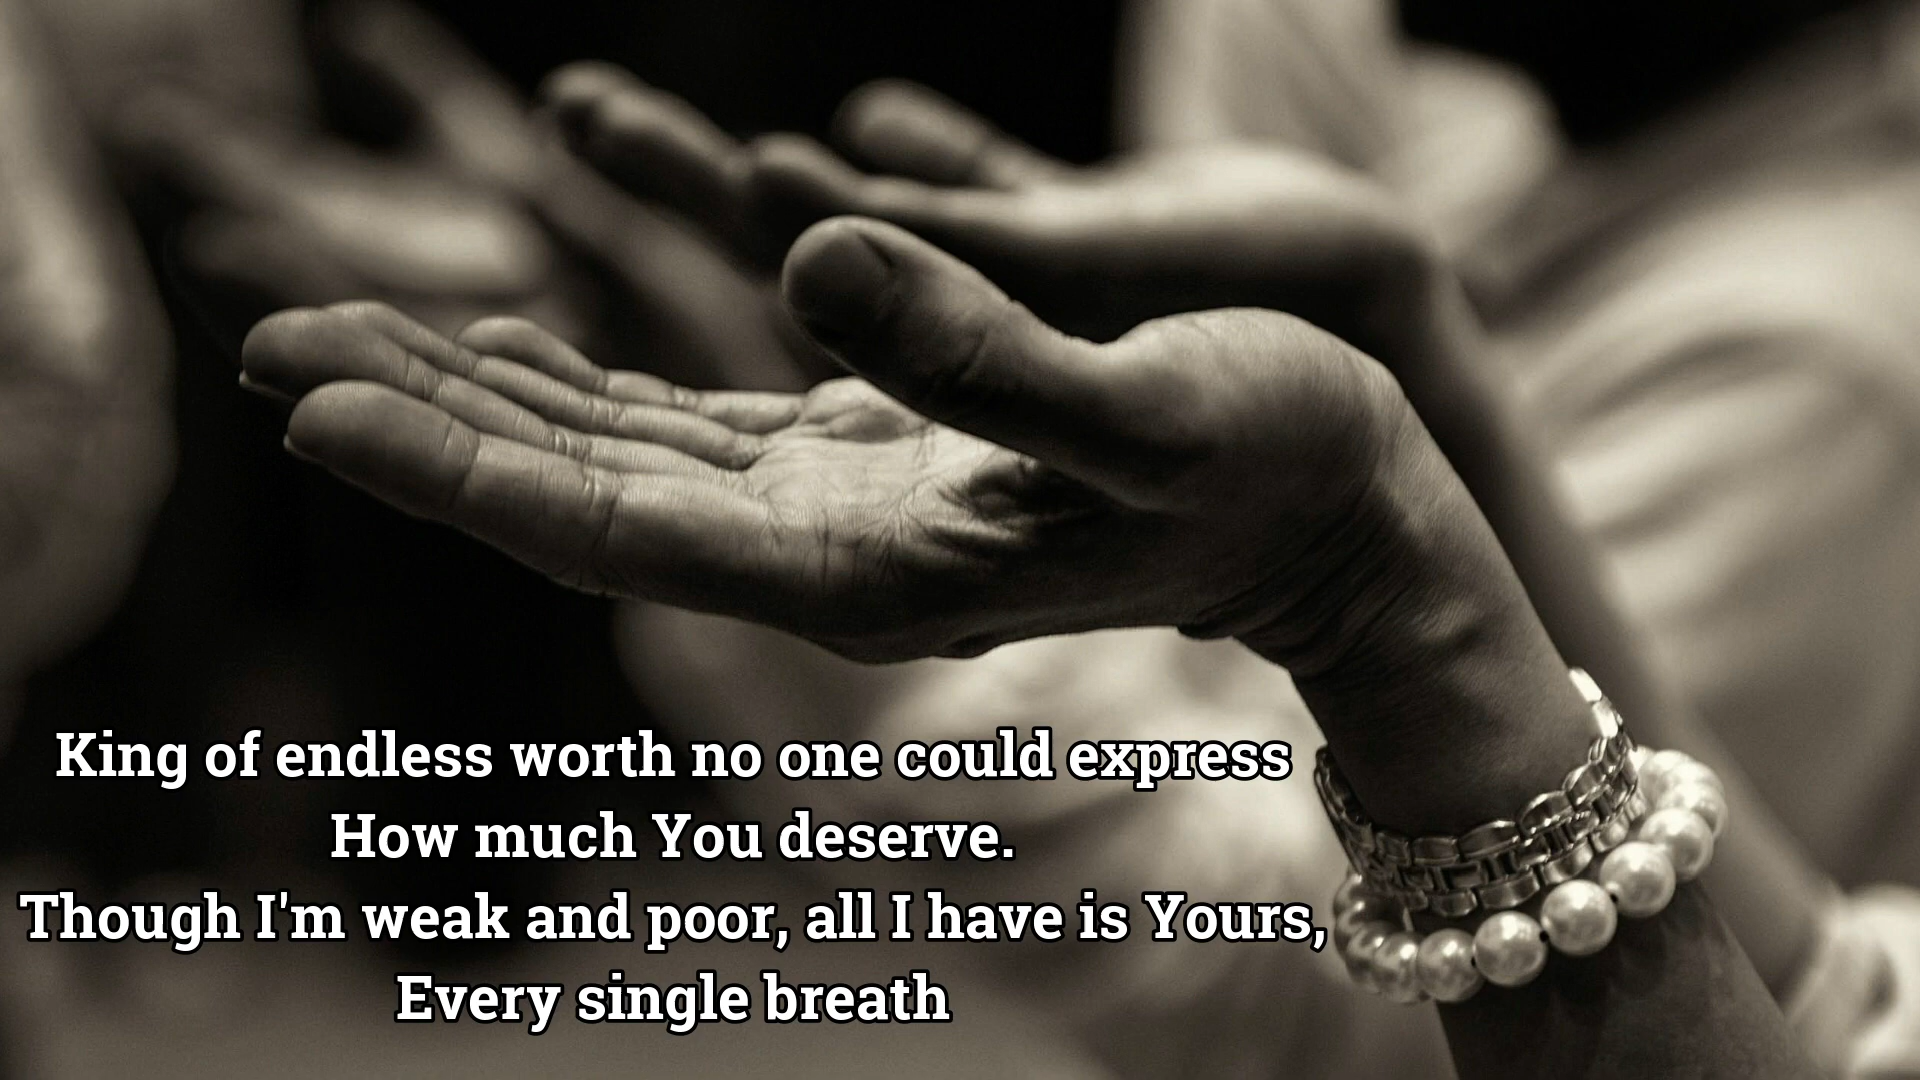 King of endless worth no one could express
How much You deserve.
Though I'm weak and poor, all I have is Yours,
Every single breath